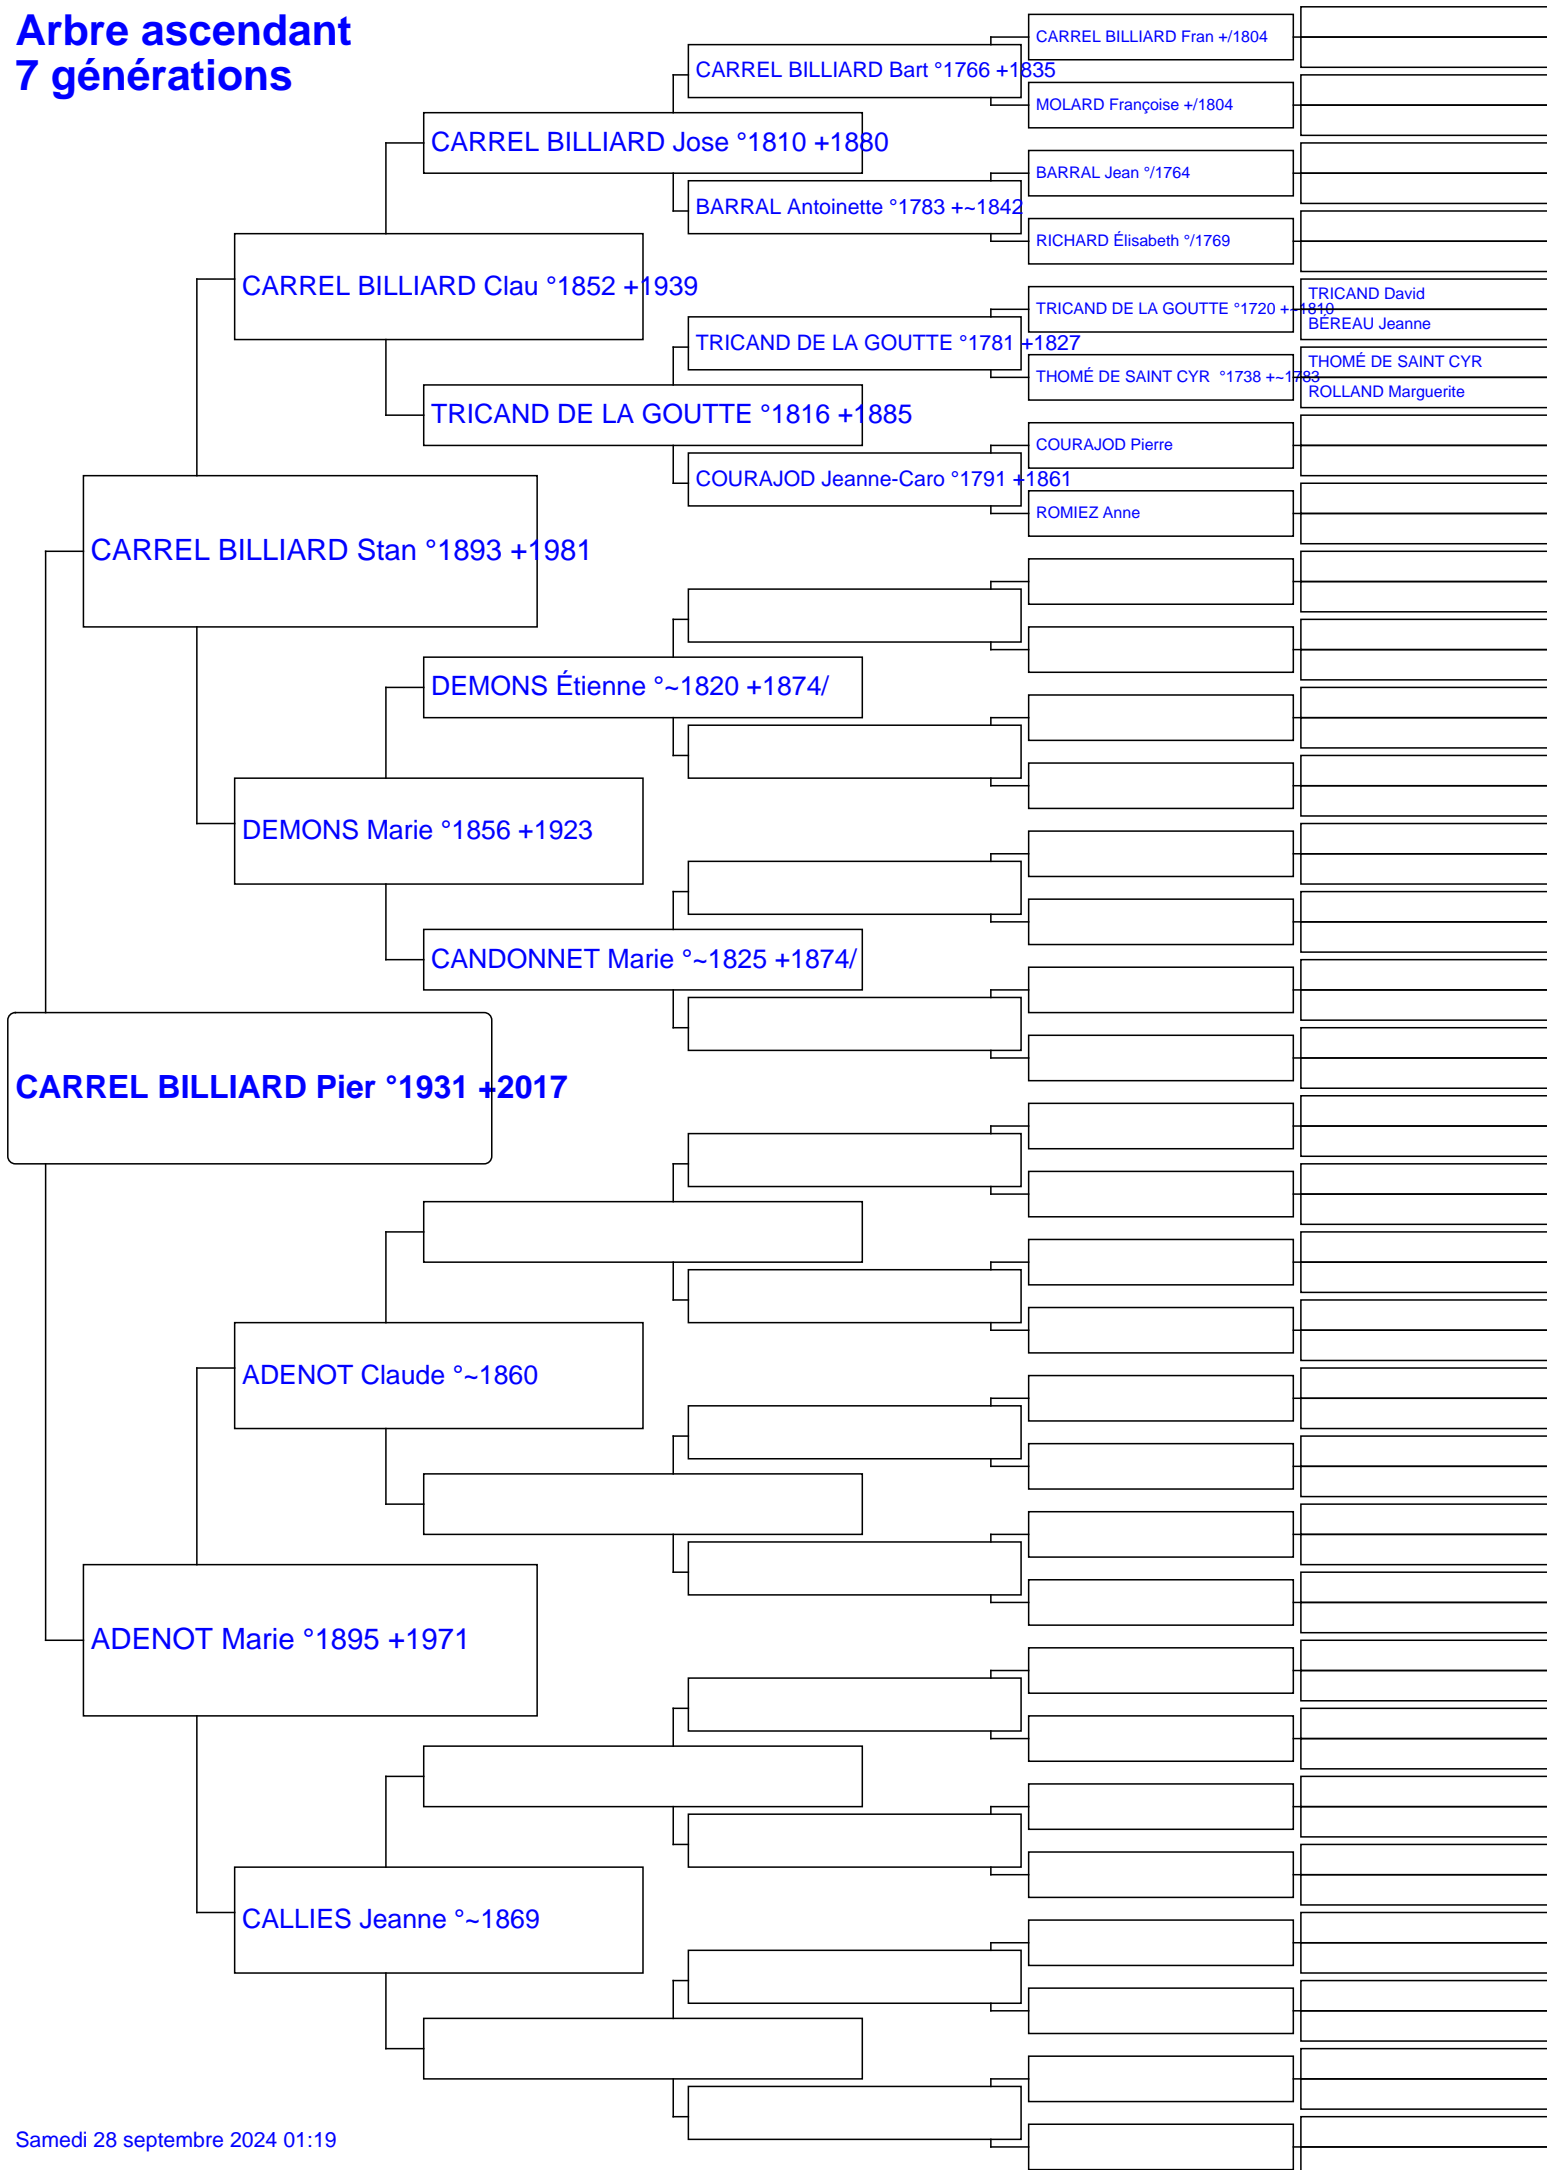 Arbre ascendant
7 générations
CARREL BILLIARD Fran +/1804
CARREL BILLIARD Bart °1766 +1835
MOLARD Françoise +/1804
CARREL BILLIARD Jose °1810 +1880
BARRAL Jean °/1764
BARRAL Antoinette °1783 +~1842
RICHARD Élisabeth °/1769
CARREL BILLIARD Clau °1852 +1939
TRICAND David
TRICAND DE LA GOUTTE °1720 +~1810
BÉREAU Jeanne
TRICAND DE LA GOUTTE °1781 +1827
THOMÉ DE SAINT CYR
THOMÉ DE SAINT CYR °1738 +~1783
ROLLAND Marguerite
TRICAND DE LA GOUTTE °1816 +1885
COURAJOD Pierre
COURAJOD Jeanne-Caro °1791 +1861
ROMIEZ Anne
CARREL BILLIARD Stan °1893 +1981
DEMONS Étienne °~1820 +1874/
DEMONS Marie °1856 +1923
CANDONNET Marie °~1825 +1874/
CARREL BILLIARD Pier °1931 +2017
ADENOT Claude °~1860
ADENOT Marie °1895 +1971
CALLIES Jeanne °~1869
Samedi 28 septembre 2024 01:19